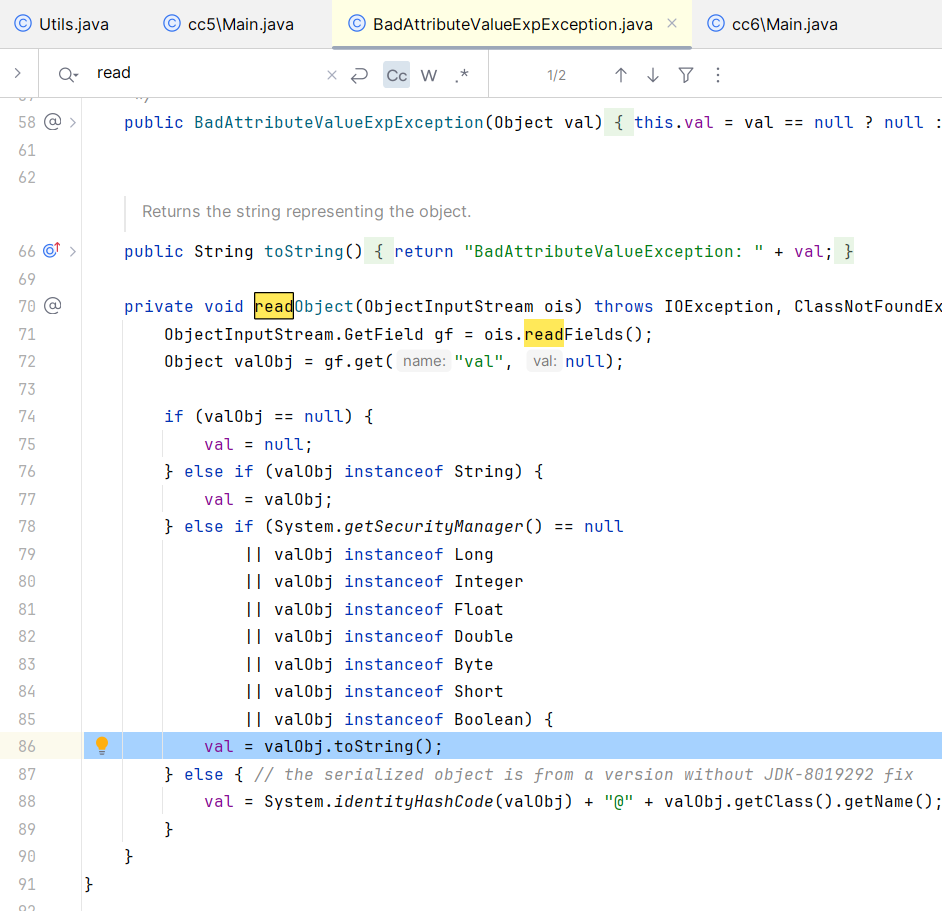 Utils.java cc5\Main.java BadAttributeValueExpException.java cc6\Main.java
read Cc W .* 1/2
58 @ public BadAttributeValueExpException(Object val) { this.val = val == null ? null :
61
62
Returns the string representing the object.
66 public String toString() { return "BadAttributeValueException: " + val; }
69
70 @ private void readObject(ObjectInputStream ois) throws IOException, ClassNotFoundEx
71 ObjectInputStream.GetField gf = ois.readFields();
72 Object valObj = gf.get( name: "val", val: null);
73
74 if (valObj == null) {
75 val = null;
76 } else if (valObj instanceof String) {
77 val = valObj;
78 } else if (System.getSecurityManager() == null
79 || valObj instanceof Long
80 || valObj instanceof Integer
81 || valObj instanceof Float
82 || valObj instanceof Double
83 || valObj instanceof Byte
84 || valObj instanceof Short
85 || valObj instanceof Boolean) {
86 val = valObj.toString();
87 } else { // the serialized object is from a version without JDK-8019292 fix
88 val = System.identityHashCode(valObj) + "@" + valObj.getClass().getName();
89 }
90 }
91 }